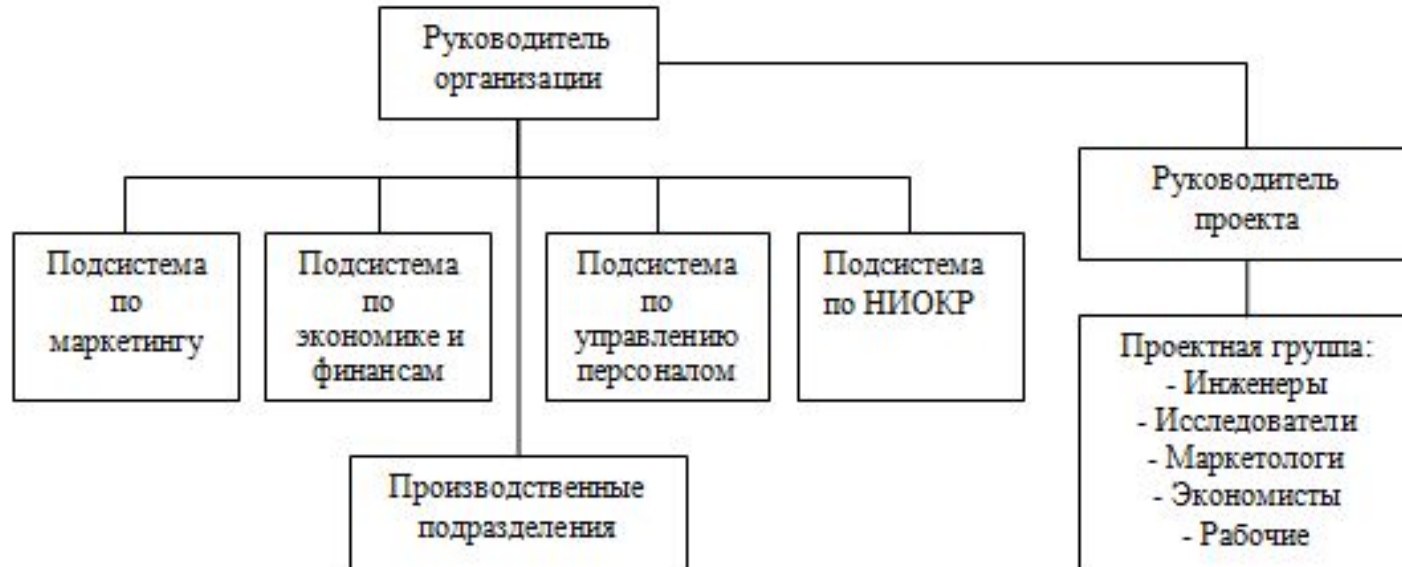 Руководитель
организации
Руководитель
проекта
Подсистема
по
маркетингу
Подсистема
по
экономике и
финансам
Подсистема
по
управлению
персоналом
Подсистема
по НИОКР
Проектная группа:
- Инженеры
- Исследователи
- Маркетологи
- Экономисты
- Рабочие
Производственные
подразделения